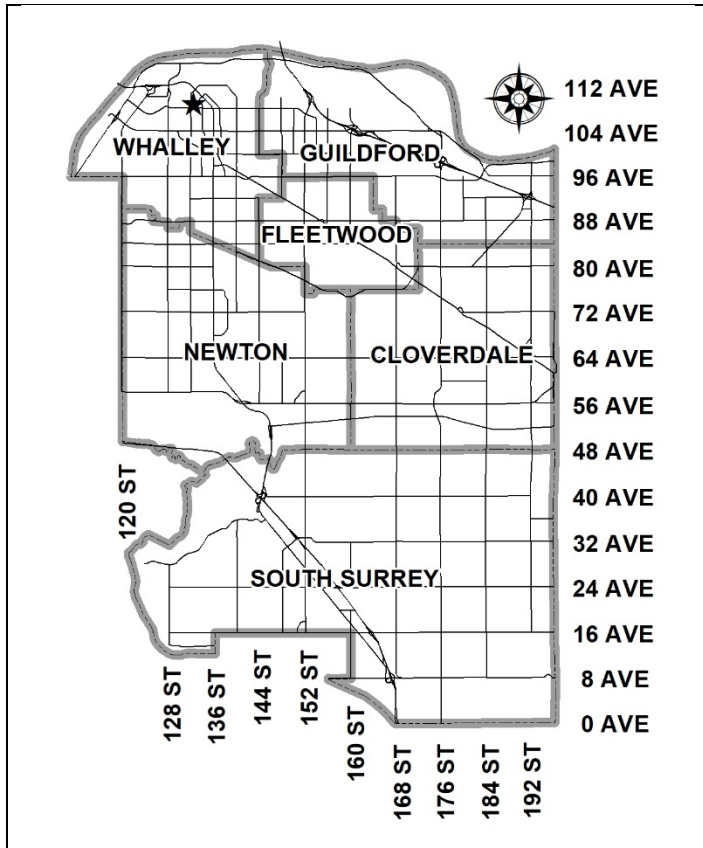 112 AVE
104 AVE
WHALLEY
GUILDFORD
96 AVE
88 AVE
FLEETWOOD
80 AVE
72 AVE
NEWTON
CLOVERDALE
64 AVE
56 AVE
48 AVE
120 ST
40 AVE
32 AVE
SOUTH SURREY
24 AVE
16 AVE
128 ST
136 ST
144 ST
152 ST
160 ST
8 AVE
0 AVE
168 ST
176 ST
184 ST
192 ST